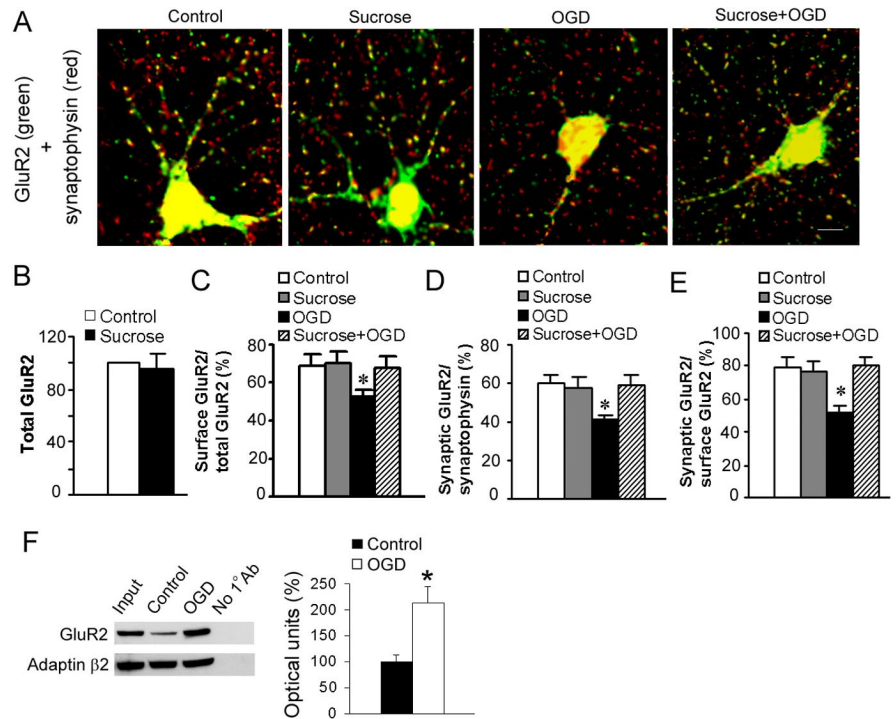 A
Control
Sucrose
OGD
Sucrose+OGD
GluR2 (green)
+
synaptophysin (red)
B
Control
Sucrose
Total GluR2
120
80
40
0
C
Control
Sucrose
OGD
Sucrose+OGD
Surface GluR2/
total GluR2 (%)
80
60
40
20
0
*
D
Control
Sucrose
OGD
Sucrose+OGD
Synaptic GluR2/
synaptophysin (%)
80
60
40
20
0
*
E
Control
Sucrose
OGD
Sucrose+OGD
Synaptic GluR2/
surface GluR2 (%)
100
80
60
40
20
0
*
F
Input
Control
OGD
No 1°Ab
GluR2
Adaptin β2
Control
OGD
Optical units (%)
250
200
150
100
50
0
*